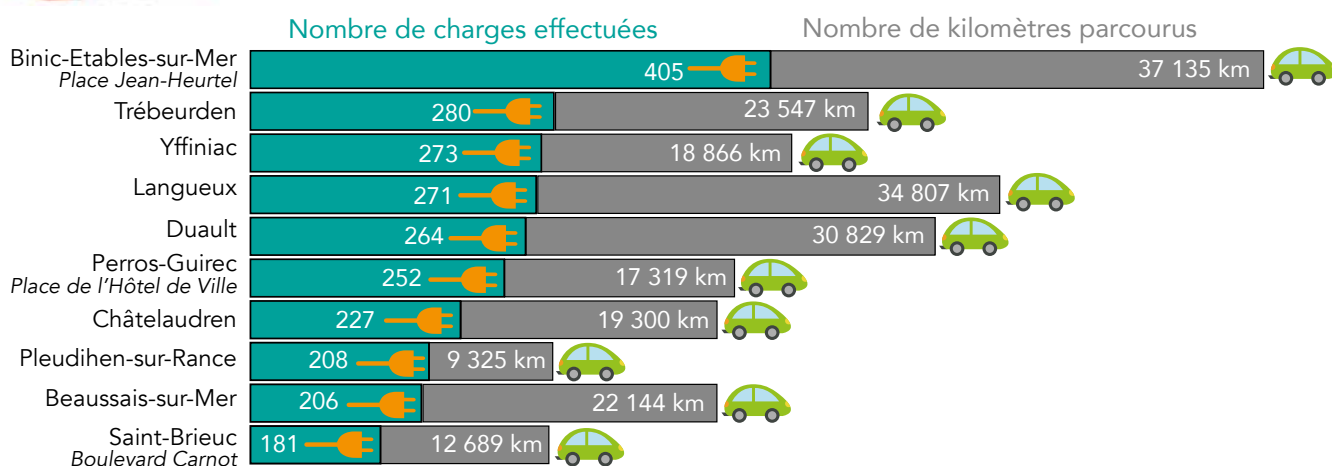 Nombre de charges effectuées Nombre de kilomètres parcourus
Binic-Etables-sur-Mer
Place Jean-Heurtel
405 37 135 km
Trébeurden 280 23 547 km
Yffiniac 273 18 866 km
Langueux 271 34 807 km
Duault 264 30 829 km
Perros-Guirec
Place de l'Hôtel de Ville
252 17 319 km
Châtelaudren 227 19 300 km
Pleudihen-sur-Rance 208 9 325 km
Beaussais-sur-Mer 206 22 144 km
Saint-Brieuc
Boulevard Carnot
181 12 689 km